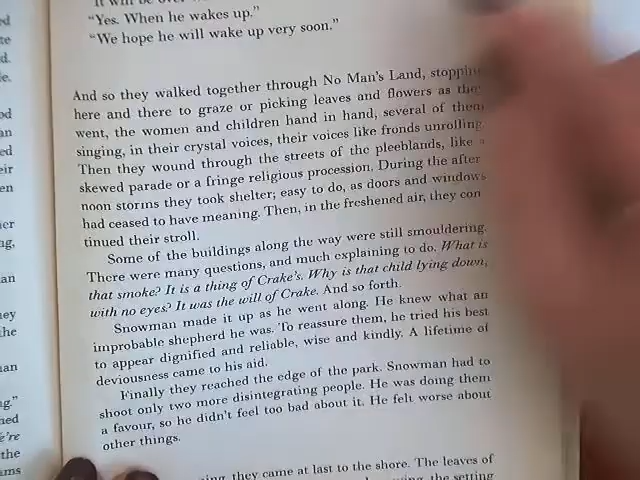 "Yes. When he wakes up."
"We hope he will wake up very soon."
And so they walked together through No Man's Land, stopping
here and there to graze or picking leaves and flowers as they
went, the women and children hand in hand, several of them
singing, in their crystal voices, their voices like fronds unrolling.
Then they wound through the streets of the pleeblands, like a
skewed parade or a fringe religious procession. During the after
noon storms they took shelter; easy to do, as doors and windows
had ceased to have meaning. Then, in the freshened air, they con
tinued their stroll.
Some of the buildings along the way were still smouldering.
There were many questions, and much explaining to do. What is
that smoke? It is a thing of Crake's. Why is that child lying down,
with no eyes? It was the will of Crake. And so forth.
Snowman made it up as he went along. He knew what an
improbable shepherd he was. To reassure them, he tried his best
to appear dignified and reliable, wise and kindly. A lifetime of
deviousness came to his aid.
Finally they reached the edge of the park. Snowman had to
shoot only two more disintegrating people. He was doing them
a favour, so he didn't feel too bad about it. He felt worse about
other things.
they came at last to the shore. The leaves of
the setting